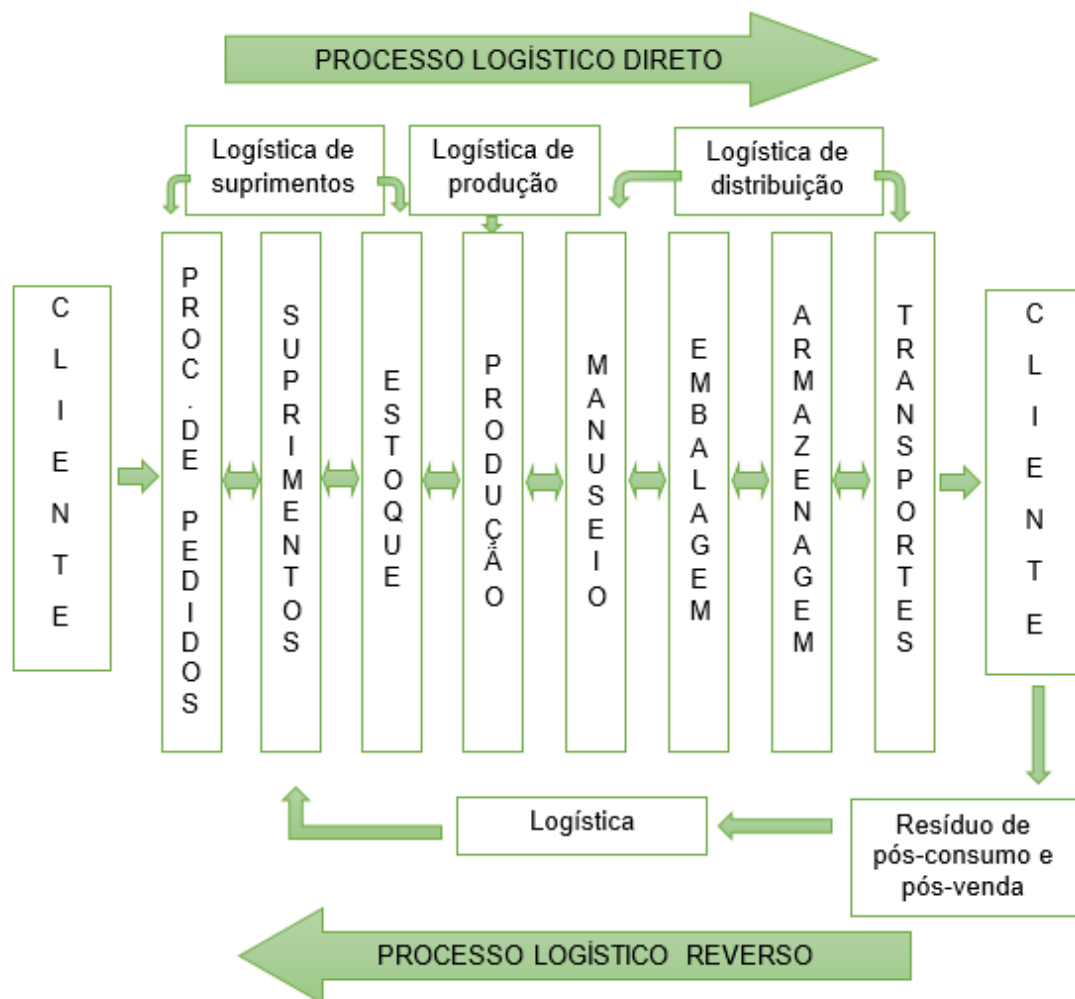 PROCESSO LOGÍSTICO DIRETO
Logística de
suprimentos
Logística de
produção
Logística de
distribuição
CLIENTE
PROC.DE PEDIDOS
SUPRIMENTOS
ESTOQUE
PRODUÇÃO
MANUSEIO
EMBALAGEM
ARMAZENAGEM
TRANSPORTES
CLIENTE
Logística
Resíduo de
pós-consumo e
pós-venda
PROCESSO LOGÍSTICO REVERSO